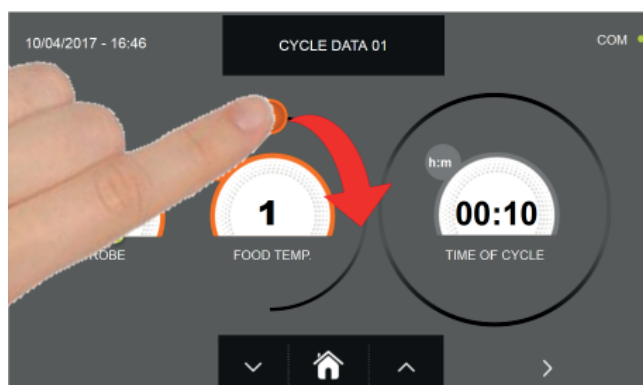 10/04/2017 - 16:46
CYCLE DATA 01
COM
h:m
1
00:10
ROBE
FOOD TEMP.
TIME OF CYCLE